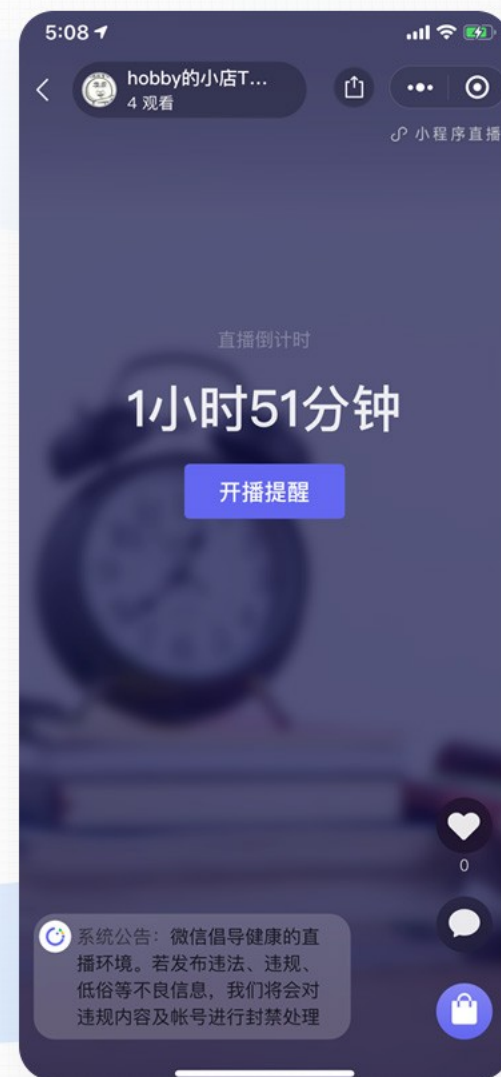 5:08
hobby的小店T...
4 观看
小程序直播
直播倒计时
1小时51分钟
开播提醒
0
系统公告：微信倡导健康的直
播环境。若发布违法、违规、
低俗等不良信息，我们将会对
违规内容及帐号进行封禁处理